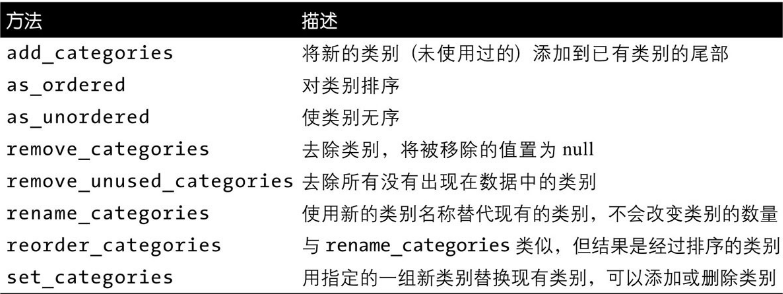 方法 描述
add_categories 将新的类别（未使用过的）添加到已有类别的尾部
as_ordered 对类别排序
as_unordered 使类别无序
remove_categories 去除类别，将被移除的值置为 null
remove_unused_categories 去除所有没有出现在数据中的类别
rename_categories 使用新的类别名称替代现有的类别，不会改变类别的数量
reorder_categories 与 rename_categories 类似，但结果是经过排序的类别
set_categories 用指定的一组新类别替换现有类别，可以添加或删除类别